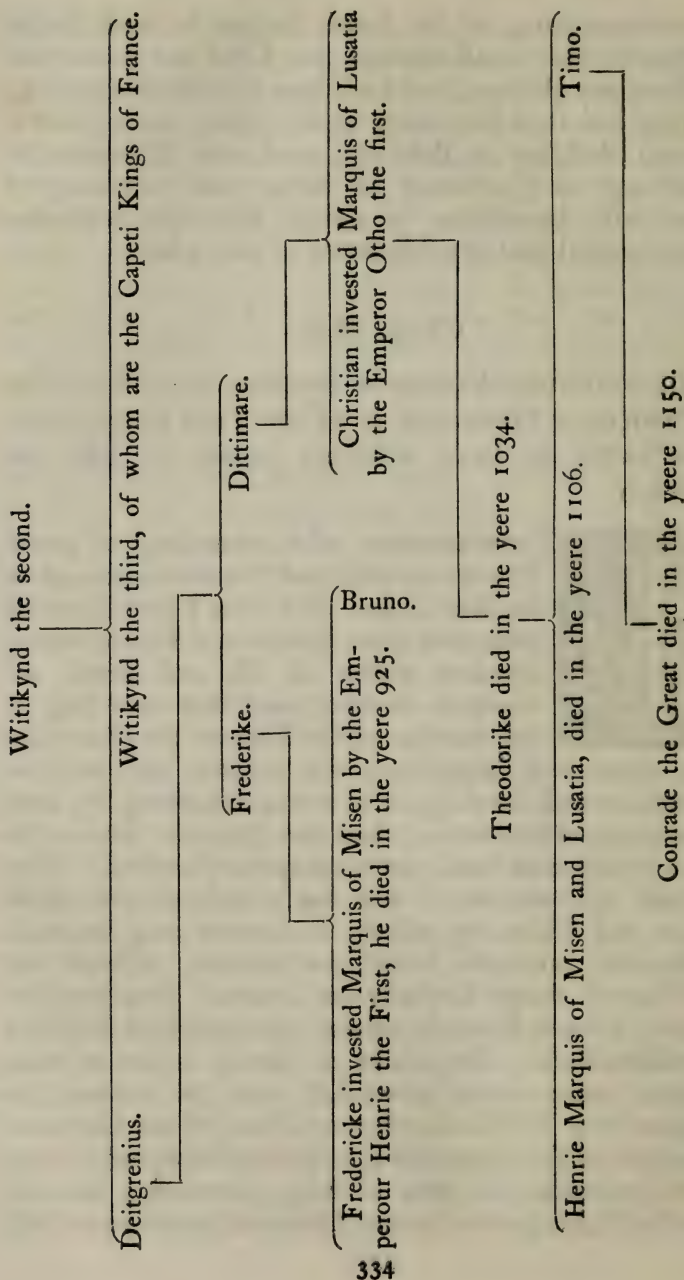 Witikynd the second.
Deitgrenius.
Witikynd the third, of whom are the Capeti Kings of France.
Frederike.
Dittimare.
Fredericke invested Marquis of Misen by the Em-
perour Henrie the First, he died in the yeere 925.
Bruno.
Christian invested Marquis of Lusatia
by the Emperor Otho the first.
Theodorike died in the yeere 1034.
Henrie Marquis of Misen and Lusatia, died in the yeere 1106.
Timo.
Conrade the Great died in the yeere 1150.
334